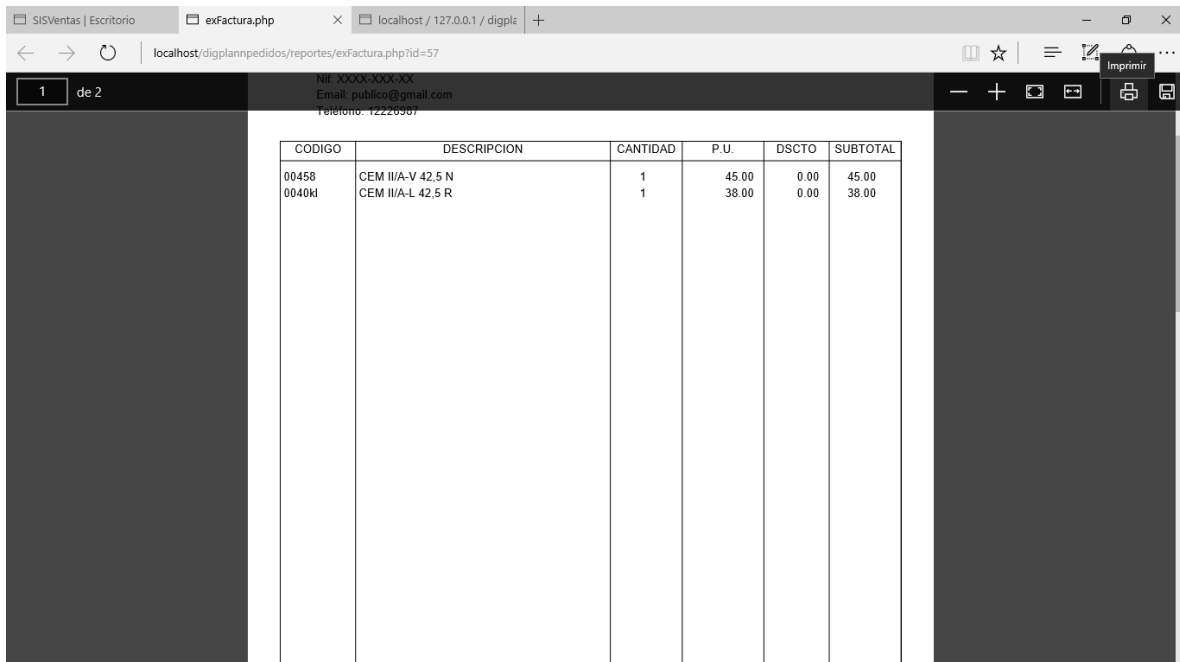 SISVentas | Escritorio exFactura.php localhost / 127.0.0.1 / digpla
localhost/digplannpedidos/reportes/exFactura.php?id=57
Imprimir
1 de 2
Nif: XXXX-XXX-XX
Email: publico@gmail.com
Teléfono: 12226987
CODIGO DESCRIPCION CANTIDAD P.U. DSCTO SUBTOTAL
00458 CEM II/A-V 42,5 N 1 45.00 0.00 45.00
0040kl CEM II/A-L 42,5 R 1 38.00 0.00 38.00